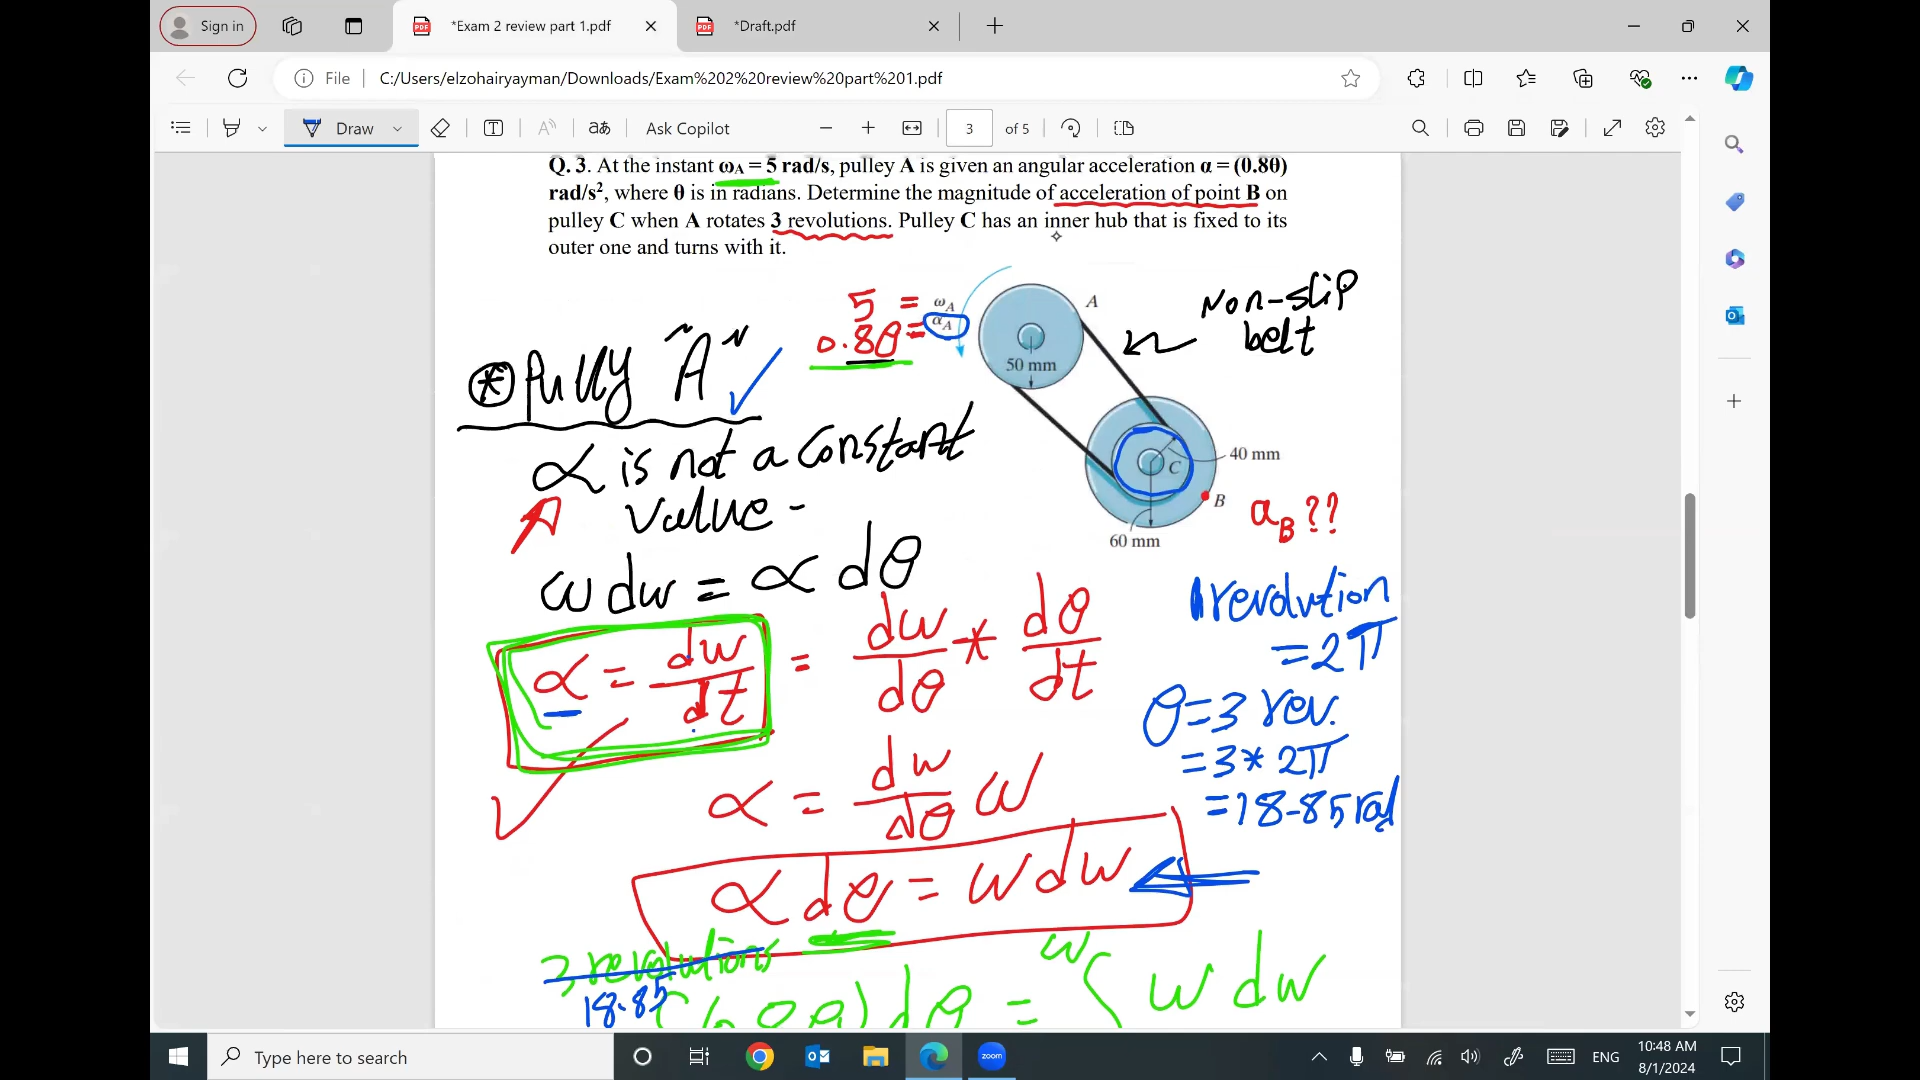 Sign in
*Exam 2 review part 1.pdf
*Draft.pdf
File
C:/Users/elzohairyayman/Downloads/Exam%202%20review%20part%201.pdf
Draw
Ask Copilot
3
of 5
Q. 3. At the instant ωA = 5 rad/s, pulley A is given an angular acceleration α = (0.8θ)
rad/s², where θ is in radians. Determine the magnitude of acceleration of point B on
pulley C when A rotates 3 revolutions. Pulley C has an inner hub that is fixed to its
outer one and turns with it.
5 = ωA
0.8θ = αA
A
50 mm
Non-slip
belt
40 mm
C
B
60 mm
aB ??
⊛ Pully "A"
α is not a constant
value -
ω dω = α dθ
α = dω/dt = dω/dθ * dθ/dt
α = dω/dθ ω
α dθ = ω dω
1 revolution
= 2π
θ = 3 rev.
= 3 * 2π
= 18.85 rad
3 revolutions
18.85
(0.8θ) dθ = ∫ ω dω
ω
Type here to search
zoom
ENG
10:48 AM
8/1/2024